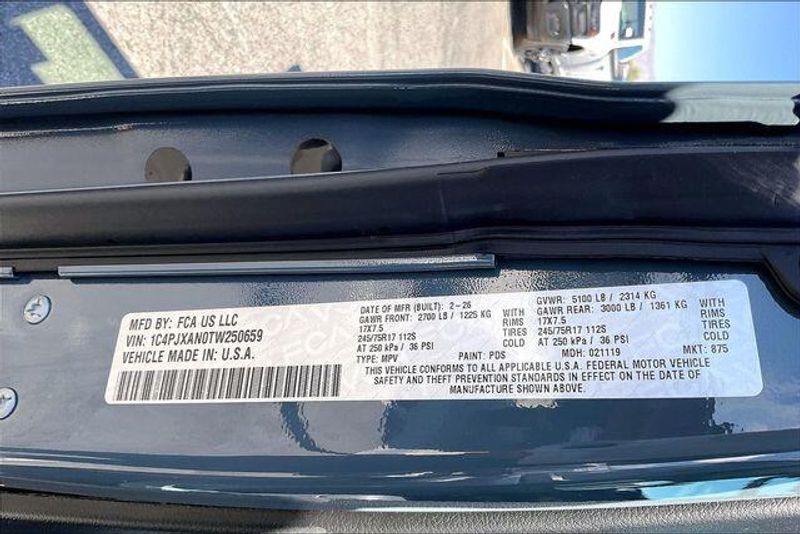 MFD BY: FCA US LLC
VIN: 1C4PJXAN0TW250659
VEHICLE MADE IN U.S.A.
DATE OF MFR (BUILT): 2-26
GAWR FRONT: 2700 LB / 1225 KG WITH
17X7.5 RIMS
245/75R17 112S TIRES
AT 250 kPa / 36 PSI COLD
TYPE: MPV PAINT: PDS
GVWR: 5100 LB / 2314 KG
GAWR REAR: 3000 LB / 1361 KG WITH
17X7.5 RIMS
245/75R17 112S TIRES
AT 250 kPa / 36 PSI COLD
MDH: 021119 MKT: 875
THIS VEHICLE CONFORMS TO ALL APPLICABLE U.S.A. FEDERAL MOTOR VEHICLE
SAFETY AND THEFT PREVENTION STANDARDS IN EFFECT ON THE DATE OF
MANUFACTURE SHOWN ABOVE.